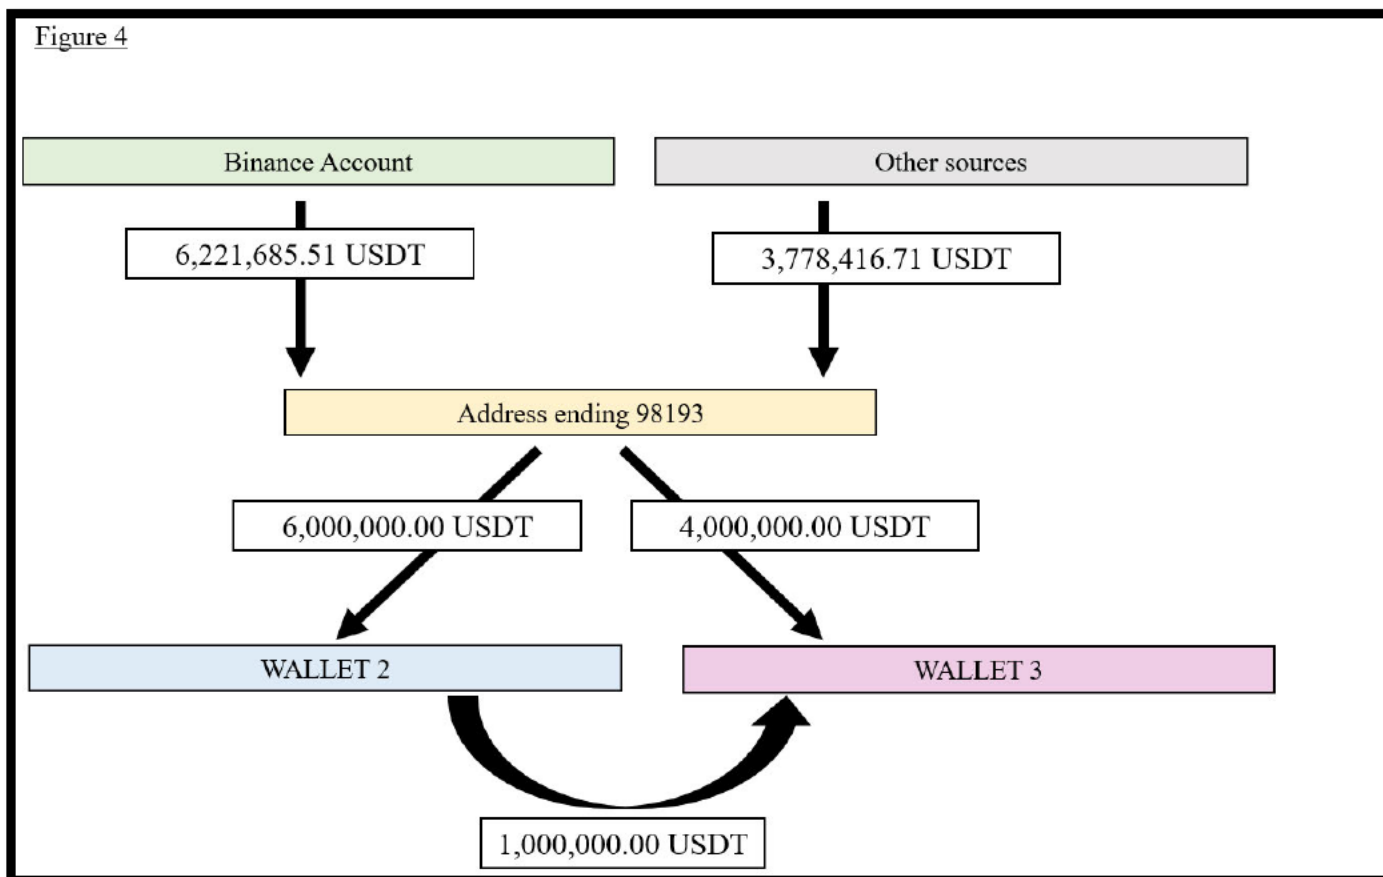 Figure 4
Binance Account
Other sources
6,221,685.51 USDT
3,778,416.71 USDT
Address ending 98193
6,000,000.00 USDT
4,000,000.00 USDT
WALLET 2
WALLET 3
1,000,000.00 USDT